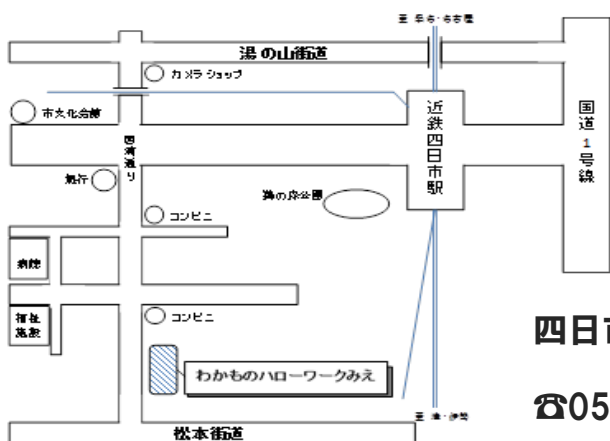 至 桑名・名古屋
湯の山街道
カメラショップ
市文化会館
近鉄四日市駅
国道1号線
銀行
鵜の森公園
コンビニ
病院
福祉
施設
コンビニ
四日市
わかものハローワークみえ
☎05
至 津・伊勢
松本街道